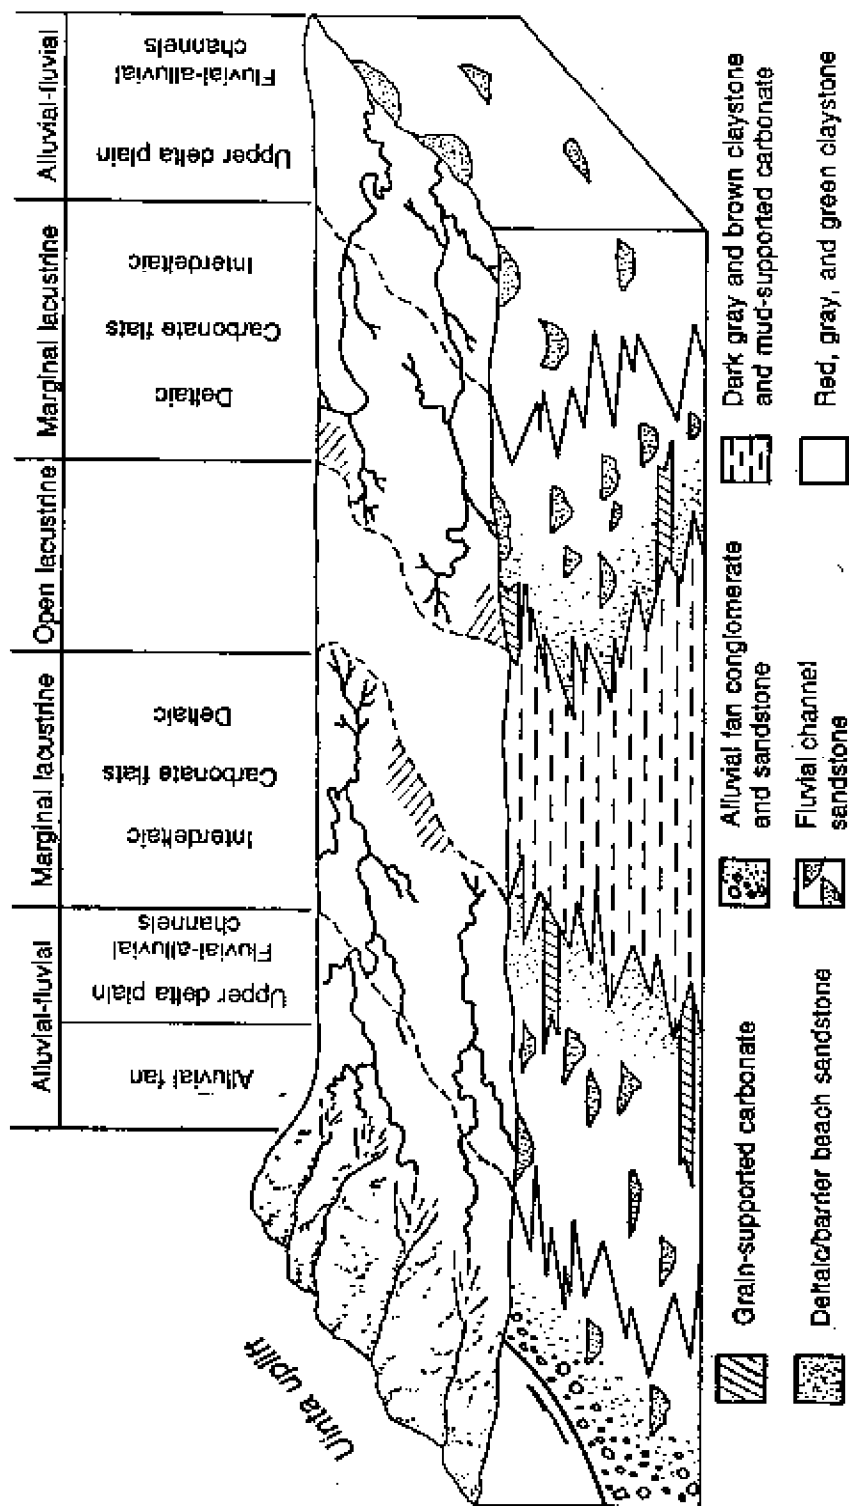 Alluvial-fluvial
Marginal lacustrine
Open lacustrine
Marginal lacustrine
Alluvial-fluvial
Alluvial fan
Upper delta plain
Fluvial-alluvial
channels
Interdeltaic
Carbonate flats
Deltaic
Deltaic
Carbonate flats
Interdeltaic
Upper delta plain
Fluvial-alluvial
channels
Uinta uplift
Grain-supported carbonate
Deltaic/barrier beach sandstone
Alluvial fan conglomerate
and sandstone
Fluvial channel
sandstone
Dark gray and brown claystone
and mud-supported carbonate
Red, gray, and green claystone